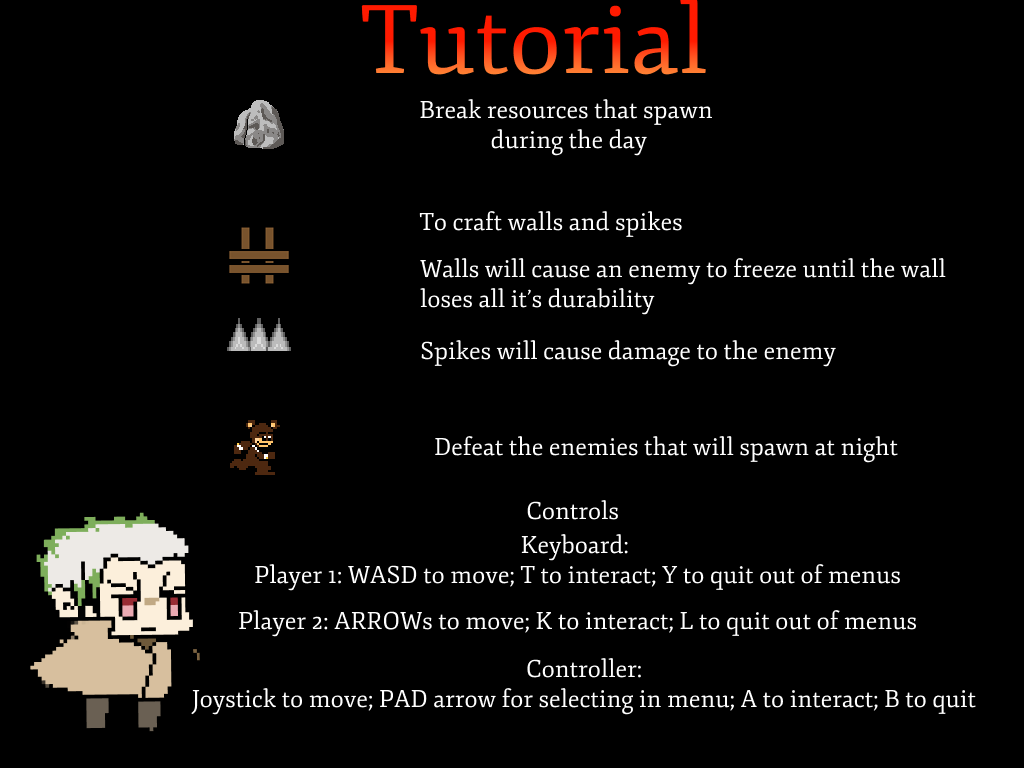 Tutorial
Break resources that spawn
during the day
To craft walls and spikes
Walls will cause an enemy to freeze until the wall
loses all it's durability
Spikes will cause damage to the enemy
Defeat the enemies that will spawn at night
Controls
Keyboard:
Player 1: WASD to move; T to interact; Y to quit out of menus
Player 2: ARROWs to move; K to interact; L to quit out of menus
Controller:
Joystick to move; PAD arrow for selecting in menu; A to interact; B to quit